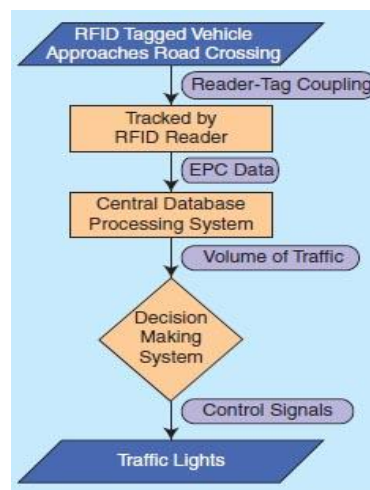 RFID Tagged Vehicle
Approaches Road Crossing
Reader-Tag Coupling
Tracked by
RFID Reader
EPC Data
Central Database
Processing System
Volume of Traffic
Decision
Making
System
Control Signals
Traffic Lights